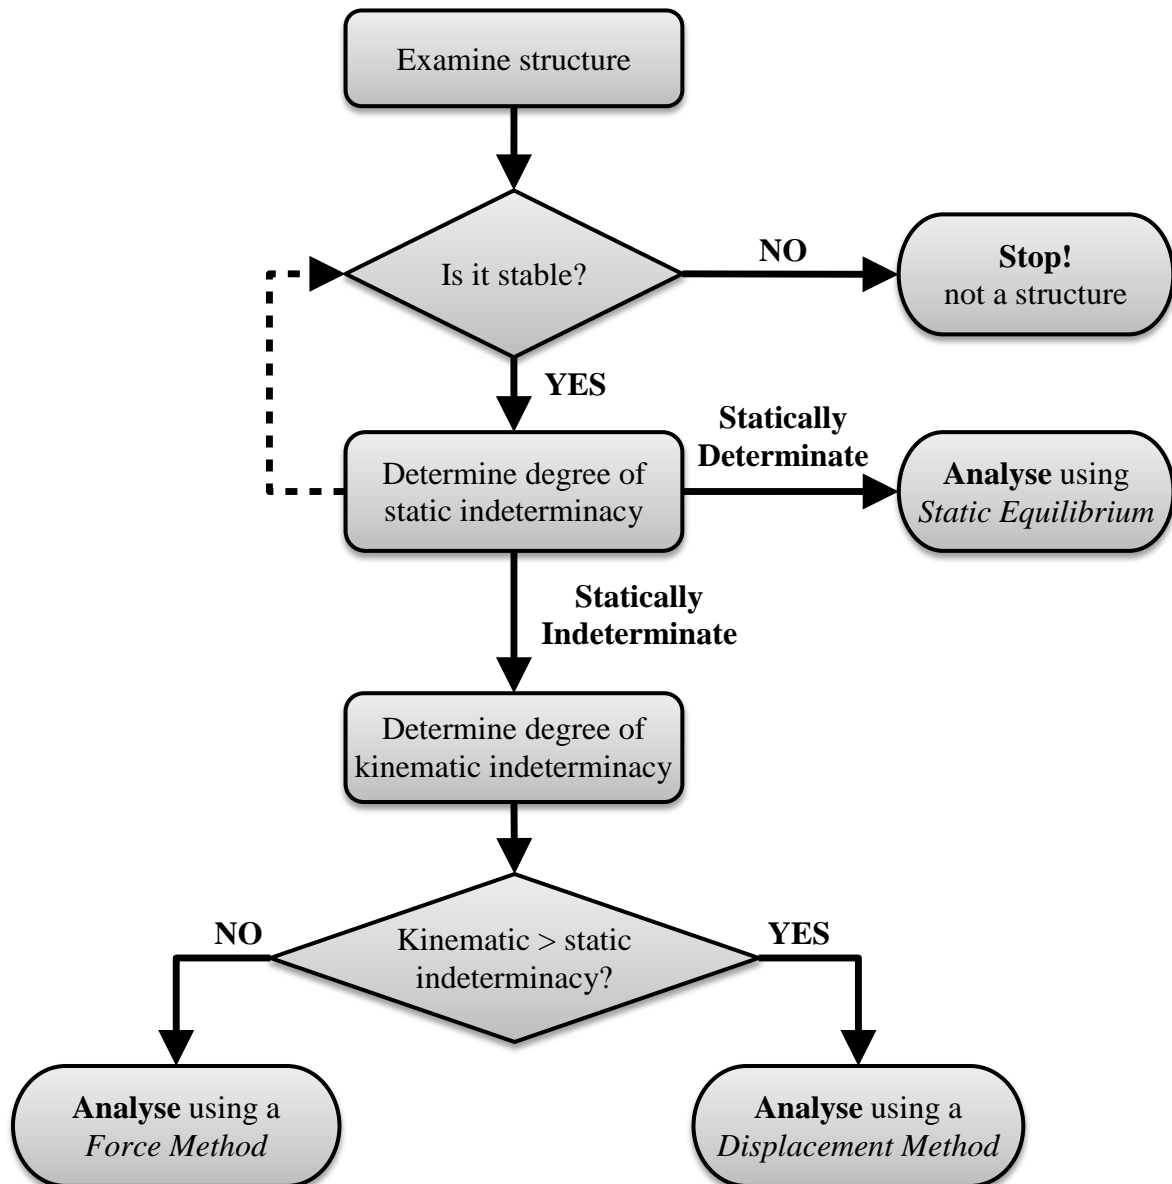 Examine structure
Is it stable?
NO
Stop!
not a structure
YES
Determine degree of
static indeterminacy
Statically
Determinate
Analyse using
Static Equilibrium
Statically
Indeterminate
Determine degree of
kinematic indeterminacy
Kinematic > static
indeterminacy?
NO
YES
Analyse using a
Force Method
Analyse using a
Displacement Method